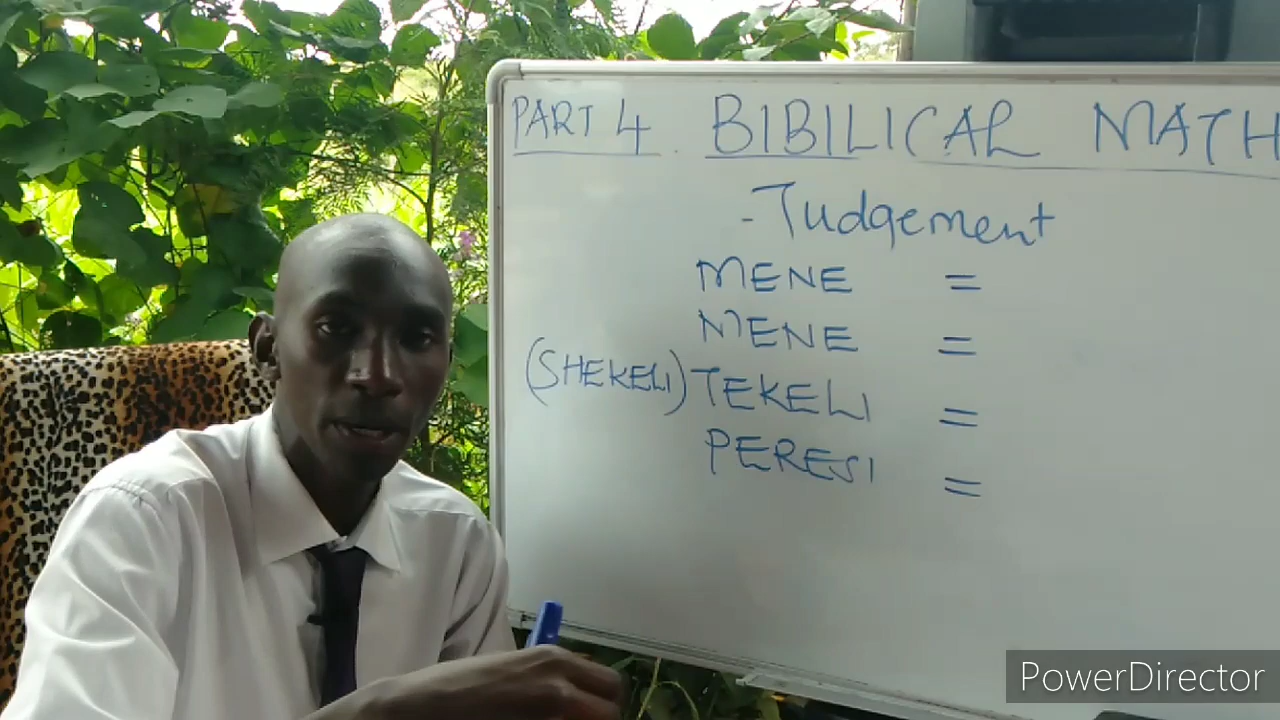 PART 4. BIBILICAL MATH
- Judgement
MENE =
MENE =
(SHEKELI) TEKELI =
PERESI =
PowerDirector